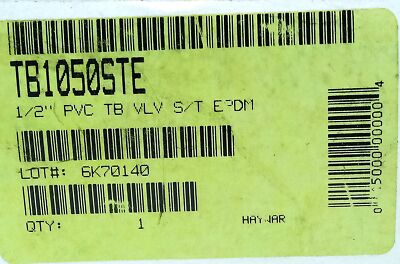 TB1050STE
1/2" PVC TB VLV S/T EPDM
LOT#: 6K70140
QTY: 1
HAYWAR